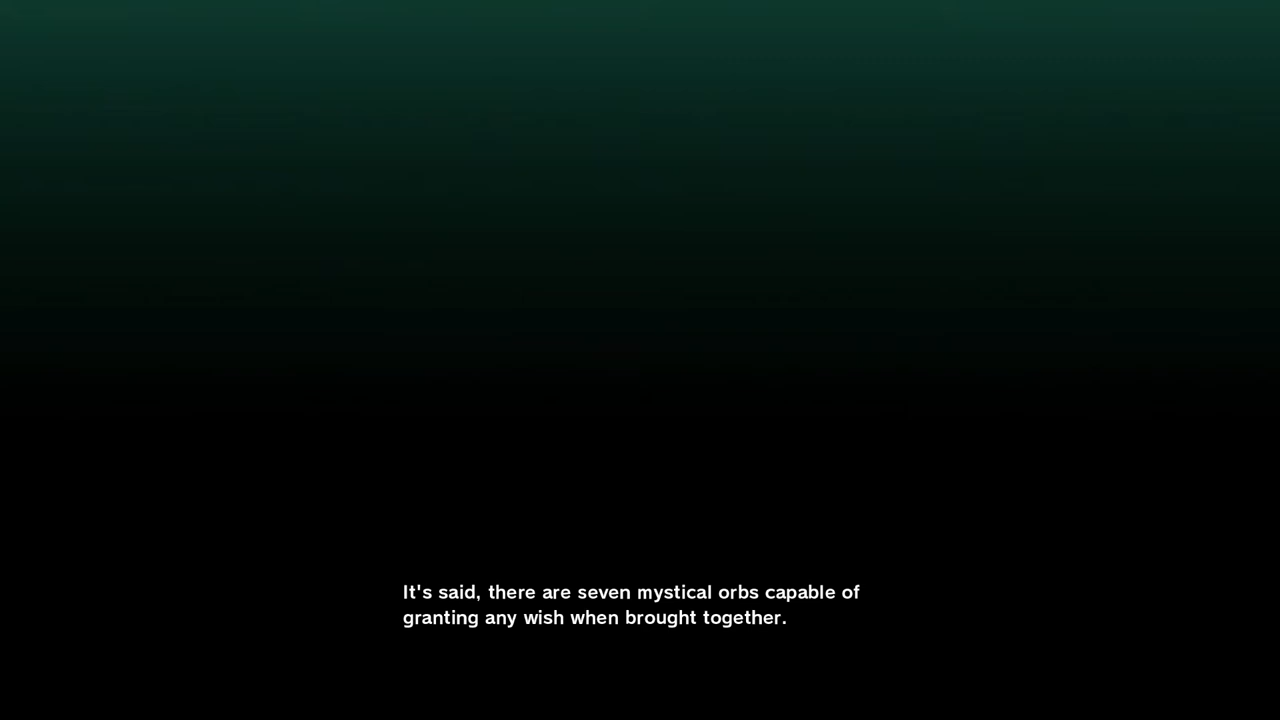 It's said, there are seven mystical orbs capable of
granting any wish when brought together.